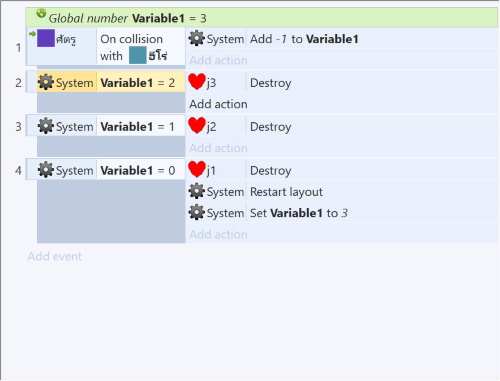 Global number Variable1 = 3
1 ศัตรู On collision with ฮีโร่ System Add -1 to Variable1
Add action
2 System Variable1 = 2 j3 Destroy
Add action
3 System Variable1 = 1 j2 Destroy
Add action
4 System Variable1 = 0 j1 Destroy
System Restart layout
System Set Variable1 to 3
Add action
Add event